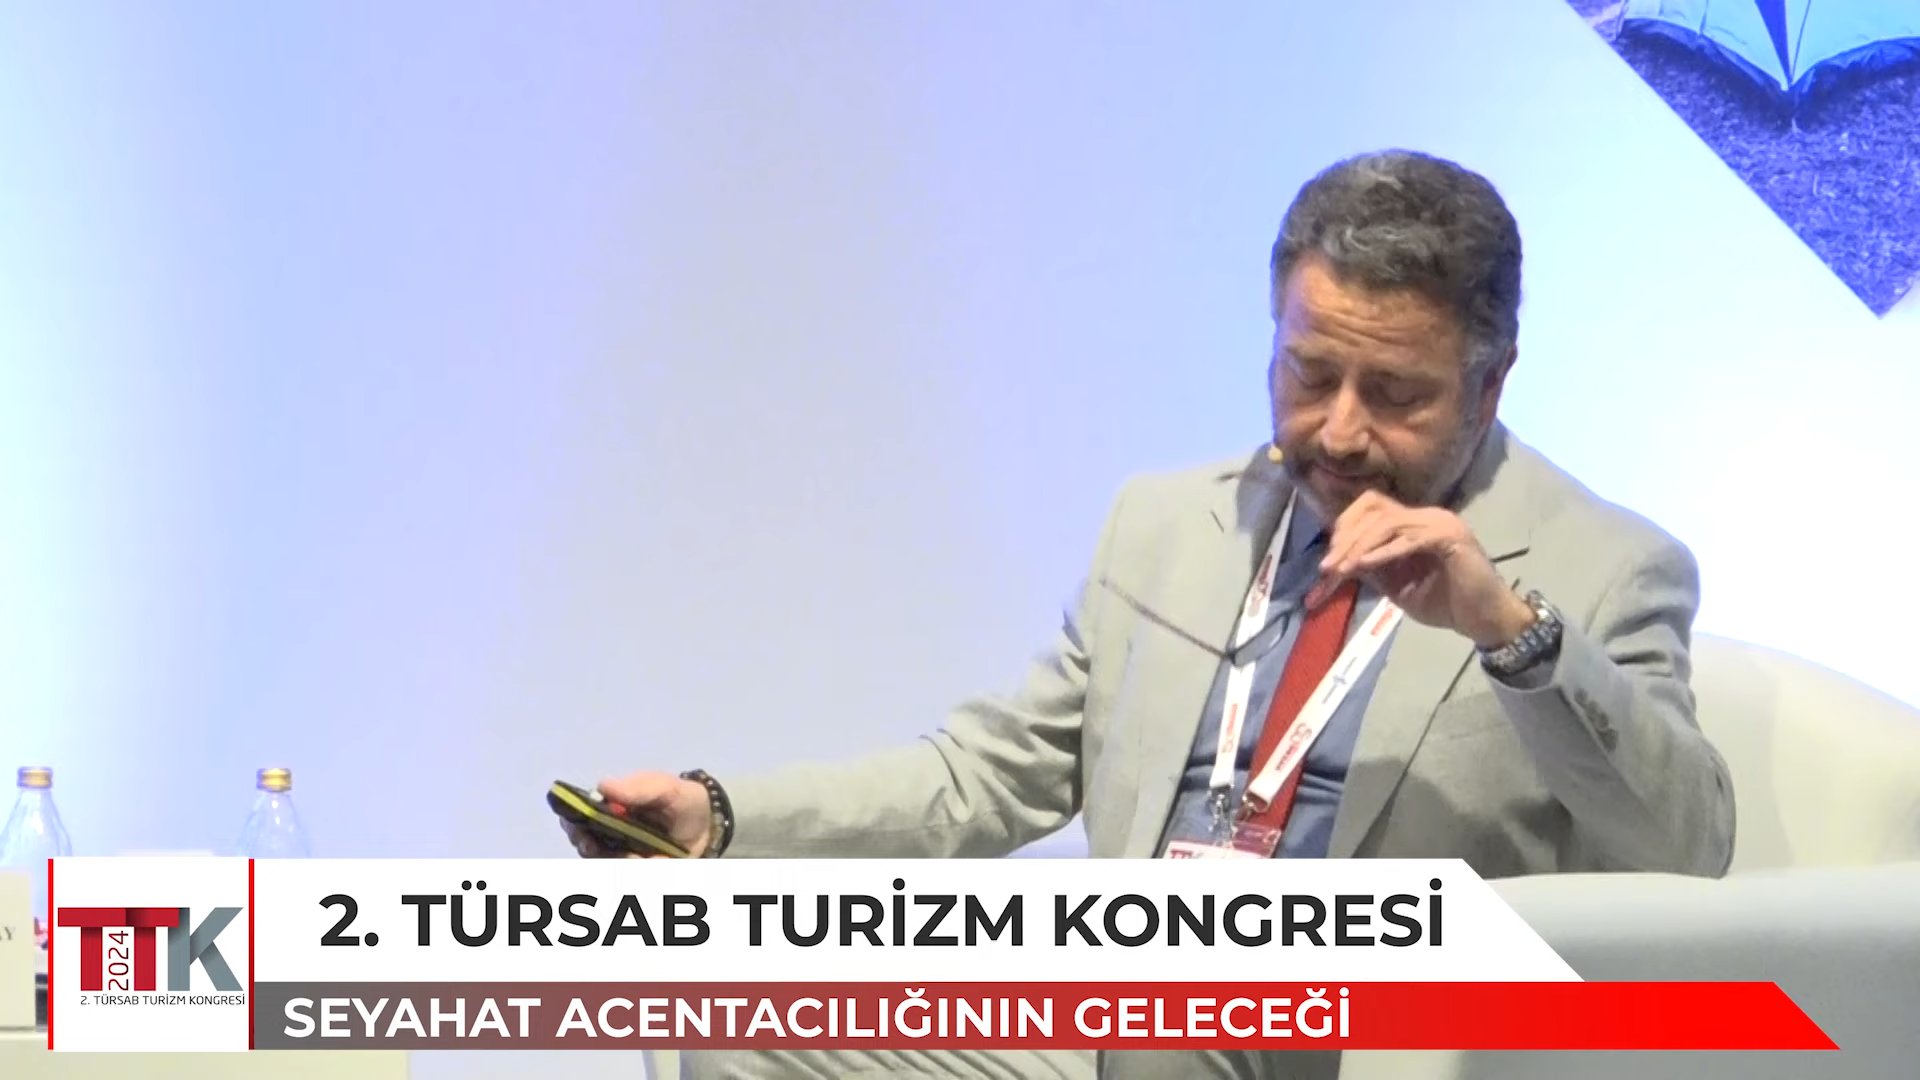 2. TÜRSAB TURİZM KONGRESİ
TTK
2024
2. TÜRSAB TURİZM KONGRESİ
SEYAHAT ACENTACILIĞININ GELECEĞİ